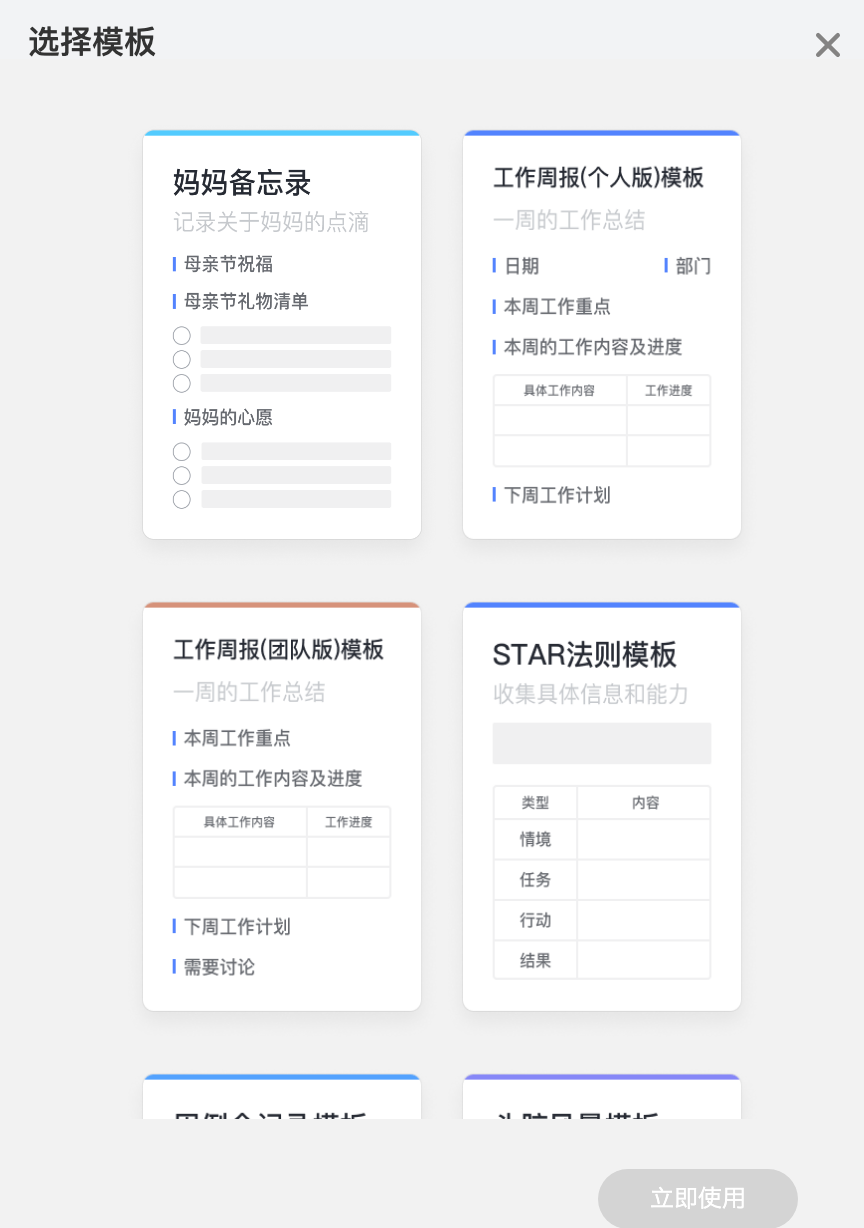 选择模板
妈妈备忘录
记录关于妈妈的点滴
母亲节祝福
母亲节礼物清单
妈妈的心愿
工作周报(个人版)模板
一周的工作总结
日期 部门
本周工作重点
本周的工作内容及进度
具体工作内容 工作进度
下周工作计划
工作周报(团队版)模板
一周的工作总结
本周工作重点
本周的工作内容及进度
具体工作内容 工作进度
下周工作计划
需要讨论
STAR法则模板
收集具体信息和能力
类型 内容
情境
任务
行动
结果
立即使用